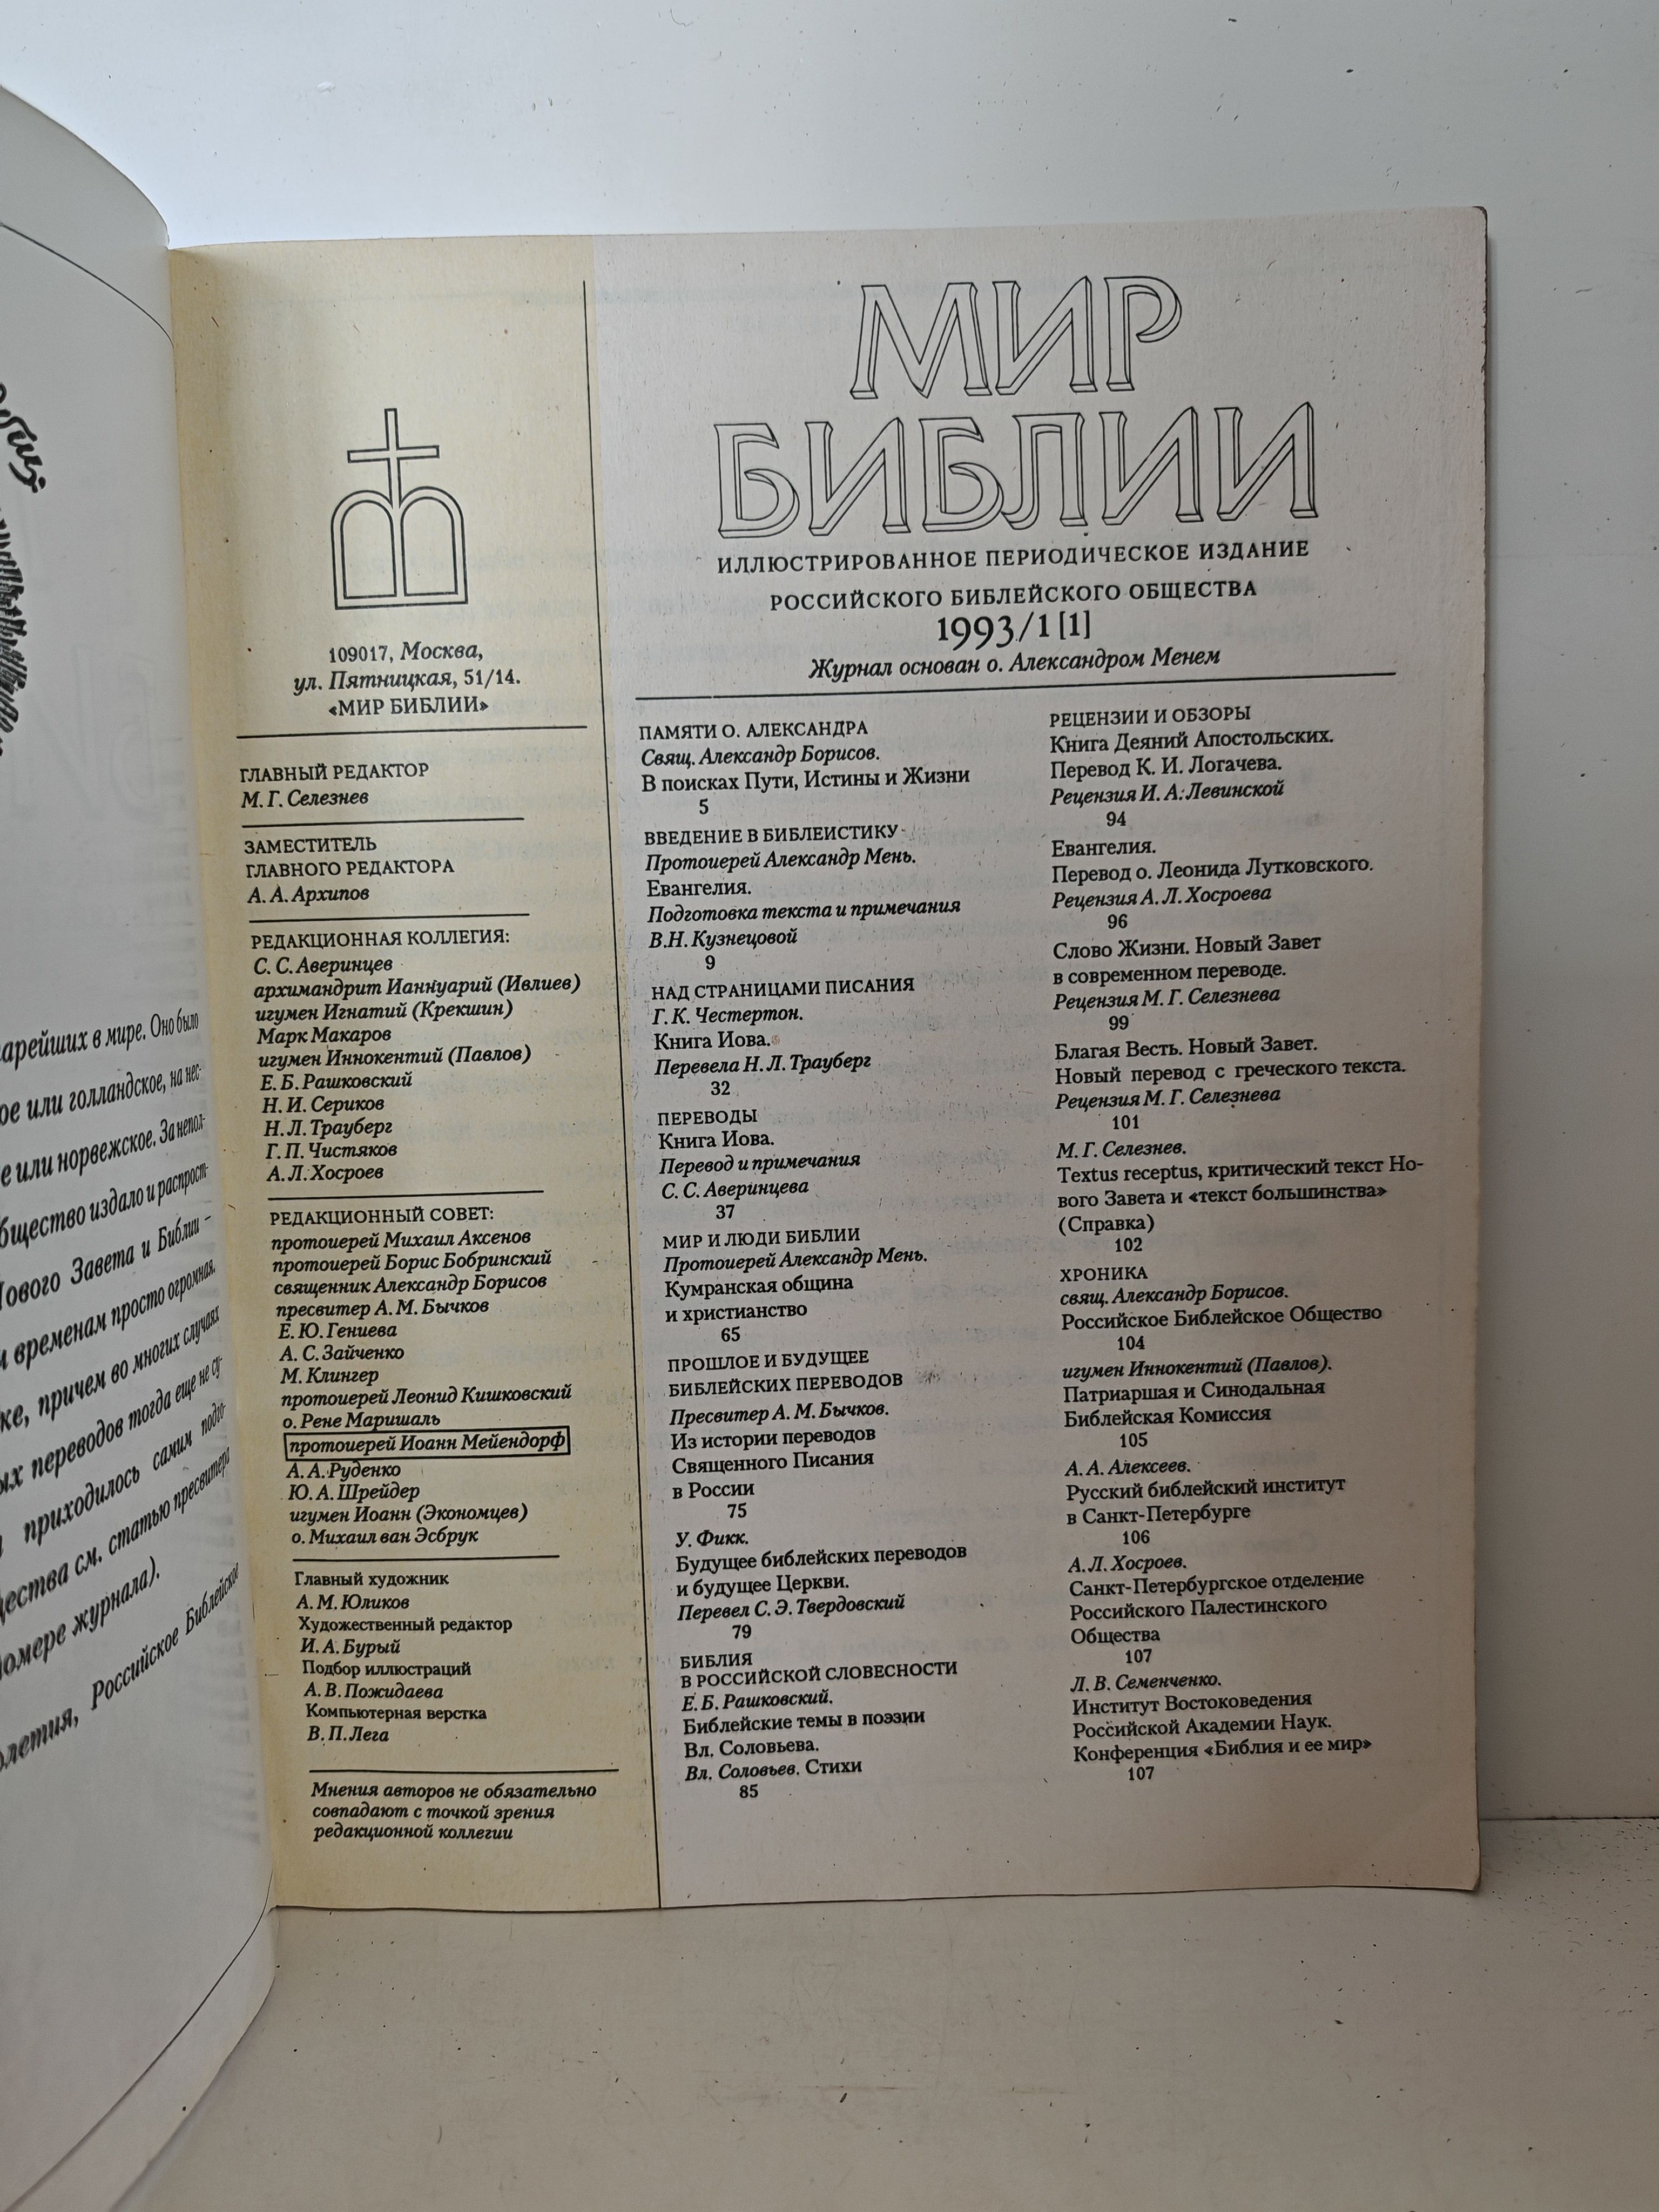 арейших в мире. Оно было
ое или голландское, на нес-
е или норвежское. За непол-
бщество издало и распрост-
Нового Завета и Библии –
м временам просто огромная.
ке, причем во многих случаях
ых переводов тогда еще не су-
приходилось самим подго-
щества см. статью пресвитера
номере журнала).
олетия, Российское Библейское
109017, Москва,
ул. Пятницкая, 51/14.
«МИР БИБЛИИ»
ГЛАВНЫЙ РЕДАКТОР
М. Г. Селезнев
ЗАМЕСТИТЕЛЬ
ГЛАВНОГО РЕДАКТОРА
А. А. Архипов
РЕДАКЦИОННАЯ КОЛЛЕГИЯ:
С. С. Аверинцев
архимандрит Ианнуарий (Ивлиев)
игумен Игнатий (Крекшин)
Марк Макаров
игумен Иннокентий (Павлов)
Е. Б. Рашковский
Н. И. Сериков
Н. Л. Трауберг
Г. П. Чистяков
А. Л. Хосроев
РЕДАКЦИОННЫЙ СОВЕТ:
протоиерей Михаил Аксенов
протоиерей Борис Бобринский
священник Александр Борисов
пресвитер А. М. Бычков
Е. Ю. Гениева
А. С. Зайченко
М. Клингер
протоиерей Леонид Кишковский
о. Рене Маришаль
протоиерей Иоанн Мейендорф
А. А. Руденко
Ю. А. Шрейдер
игумен Иоанн (Экономцев)
о. Михаил ван Эсбрук
Главный художник
А. М. Юликов
Художественный редактор
И. А. Бурый
Подбор иллюстраций
А. В. Пожидаева
Компьютерная верстка
В. П. Лега
Мнения авторов не обязательно
совпадают с точкой зрения
редакционной коллегии
МИР
БИБЛИИ
ИЛЛЮСТРИРОВАННОЕ ПЕРИОДИЧЕСКОЕ ИЗДАНИЕ
РОССИЙСКОГО БИБЛЕЙСКОГО ОБЩЕСТВА
1993/1 [1]
Журнал основан о. Александром Менем
ПАМЯТИ О. АЛЕКСАНДРА
Свящ. Александр Борисов.
В поисках Пути, Истины и Жизни
5
ВВЕДЕНИЕ В БИБЛЕИСТИКУ
Протоиерей Александр Мень.
Евангелия.
Подготовка текста и примечания
В.Н. Кузнецовой
9
НАД СТРАНИЦАМИ ПИСАНИЯ
Г. К. Честертон.
Книга Иова.
Перевела Н. Л. Трауберг
32
ПЕРЕВОДЫ
Книга Иова.
Перевод и примечания
С. С. Аверинцева
37
МИР И ЛЮДИ БИБЛИИ
Протоиерей Александр Мень.
Кумранская община
и христианство
65
ПРОШЛОЕ И БУДУЩЕЕ
БИБЛЕЙСКИХ ПЕРЕВОДОВ
Пресвитер А. М. Бычков.
Из истории переводов
Священного Писания
в России
75
У. Фикк.
Будущее библейских переводов
и будущее Церкви.
Перевел С. Э. Твердовский
79
БИБЛИЯ
В РОССИЙСКОЙ СЛОВЕСНОСТИ
Е. Б. Рашковский.
Библейские темы в поэзии
Вл. Соловьева.
Вл. Соловьев. Стихи
85
РЕЦЕНЗИИ И ОБЗОРЫ
Книга Деяний Апостольских.
Перевод К. И. Логачева.
Рецензия И. А. Левинской
94
Евангелия.
Перевод о. Леонида Лутковского.
Рецензия А. Л. Хосроева
96
Слово Жизни. Новый Завет
в современном переводе.
Рецензия М. Г. Селезнева
99
Благая Весть. Новый Завет.
Новый перевод с греческого текста.
Рецензия М. Г. Селезнева
101
М. Г. Селезнев.
Textus receptus, критический текст Но-
вого Завета и «текст большинства»
(Справка)
102
ХРОНИКА
свящ. Александр Борисов.
Российское Библейское Общество
104
игумен Иннокентий (Павлов).
Патриаршая и Синодальная
Библейская Комиссия
105
А. А. Алексеев.
Русский библейский институт
в Санкт-Петербурге
106
А. Л. Хосроев.
Санкт-Петербургское отделение
Российского Палестинского
Общества
107
Л. В. Семенченко.
Институт Востоковедения
Российской Академии Наук.
Конференция «Библия и ее мир»
107